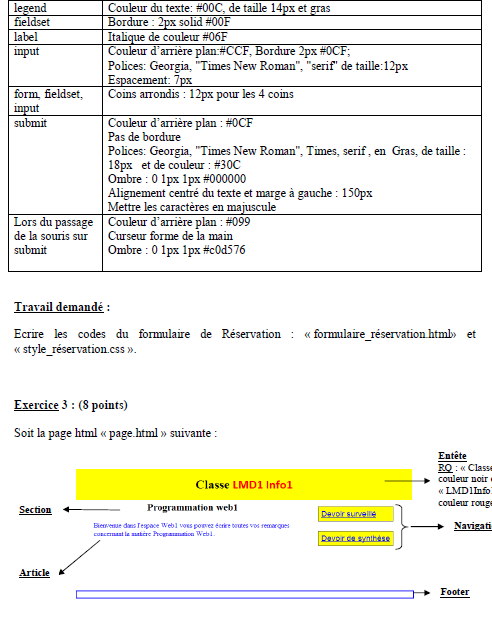 legend Couleur du texte: #00C, de taille 14px et gras
fieldset Bordure : 2px solid #00F
label Italique de couleur #06F
input Couleur d'arrière plan:#CCF, Bordure 2px #0CF;
Polices: Georgia, "Times New Roman", "serif" de taille:12px
Espacement: 7px
form, fieldset, Coins arrondis : 12px pour les 4 coins
input
submit Couleur d'arrière plan : #0CF
Pas de bordure
Polices: Georgia, "Times New Roman", Times, serif , en Gras, de taille :
18px et de couleur : #30C
Ombre : 0 1px 1px #000000
Alignement centré du texte et marge à gauche : 150px
Mettre les caractères en majuscule
Lors du passage Couleur d'arrière plan : #099
de la souris sur Curseur forme de la main
submit Ombre : 0 1px 1px #c0d576
Travail demandé :
Ecrire les codes du formulaire de Réservation : « formulaire_réservation.html» et
« style_réservation.css ».
Exercice 3 : (8 points)
Soit la page html « page.html » suivante :
Entête
RQ : « Classe
couleur noir
« LMD1Info
couleur rouge
Classe LMD1 Info1
Section
Programmation web1
Devoir surveillé
Bienvenue dans l'espace Web1 vous pouvez écrire toutes vos remarques
concernant la matière Programmation Web1.
Navigati
Devoir de synthèse
Article
Footer